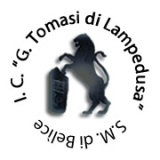 I. C. "G. Tomasi di Lampedusa"
S. M. di Belice